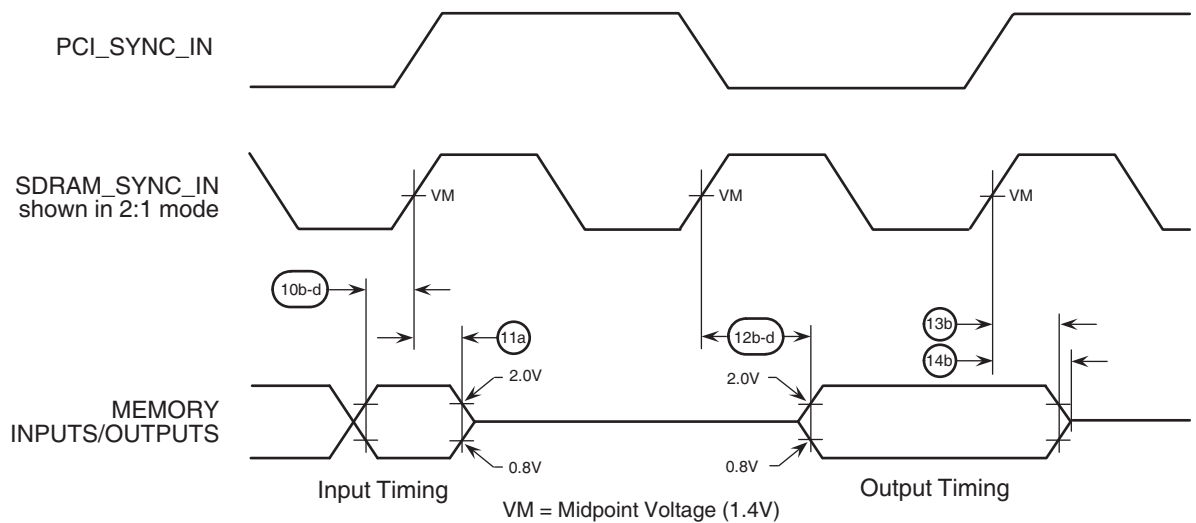 PCI_SYNC_IN
SDRAM_SYNC_IN
shown in 2:1 mode
VM
VM
VM
10b-d
11a
12b-d
13b
14b
2.0V
2.0V
MEMORY
INPUTS/OUTPUTS
0.8V
0.8V
Input Timing
Output Timing
VM = Midpoint Voltage (1.4V)